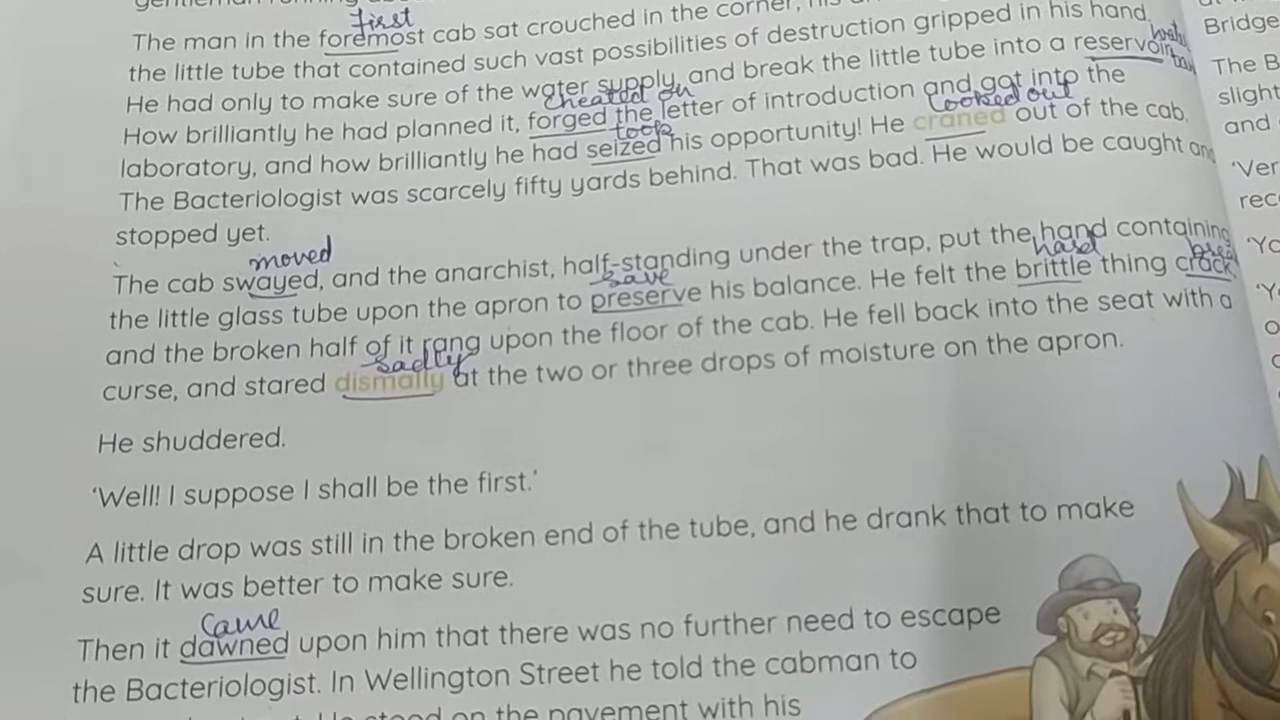 first
The man in the foremost cab sat crouched in the corner,
the little tube that contained such vast possibilities of destruction gripped in his hand.
He had only to make sure of the water supply, and break the little tube into a reservoir.
cheated on
looked out
How brilliantly he had planned it, forged the letter of introduction and got into the
took
laboratory, and how brilliantly he had seized his opportunity! He craned out of the cab.
The Bacteriologist was scarcely fifty yards behind. That was bad. He would be caught and
stopped yet.
moved
The cab swayed, and the anarchist, half-standing under the trap, put the hand containing
save
hard
the little glass tube upon the apron to preserve his balance. He felt the brittle thing crack
and the broken half of it rang upon the floor of the cab. He fell back into the seat with a
sadly
curse, and stared dismally at the two or three drops of moisture on the apron.
He shuddered.
‘Well! I suppose I shall be the first.’
A little drop was still in the broken end of the tube, and he drank that to make
sure. It was better to make sure.
came
Then it dawned upon him that there was no further need to escape
the Bacteriologist. In Wellington Street he told the cabman to
stood on the pavement with his
Bridge
The B
slight
and
‘Ver
rec